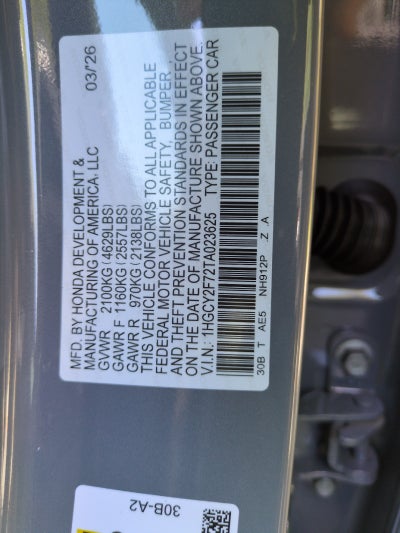 MFD. BY HONDA DEVELOPMENT & 03/'26
MANUFACTURING OF AMERICA. LLC
GVWR 2100KG(4629LBS)
GAWR F 1160KG(2557LBS)
GAWR R 970KG(2138LBS)
THIS VEHICLE CONFORMS TO ALL APPLICABLE
FEDERAL MOTOR VEHICLE SAFETY, BUMPER,
AND THEFT PREVENTION STANDARDS IN EFFECT
ON THE DATE OF MANUFACTURE SHOWN ABOVE.
V.I.N.: 1HGCY2F72TA023625 TYPE: PASSENGER CAR
30B T AE5 NH912P .Z .A
30B-A2